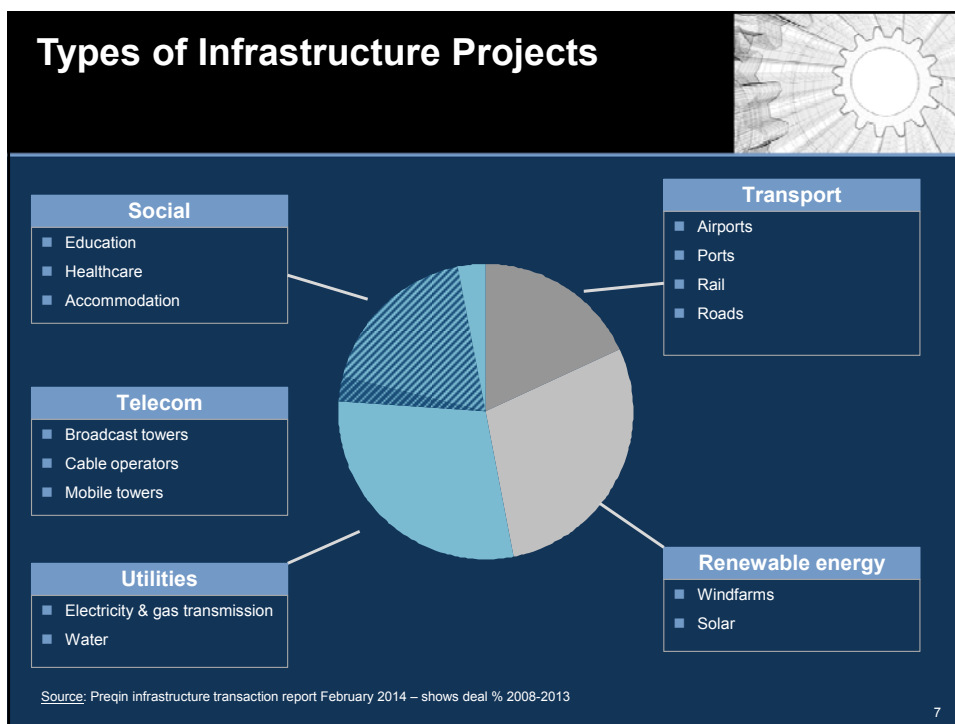 Types of Infrastructure Projects
Social
Education
Healthcare
Accommodation
Telecom
Broadcast towers
Cable operators
Mobile towers
Utilities
Electricity & gas transmission
Water
Transport
Airports
Ports
Rail
Roads
Renewable energy
Windfarms
Solar
Source: Preqin infrastructure transaction report February 2014 – shows deal % 2008-2013
7